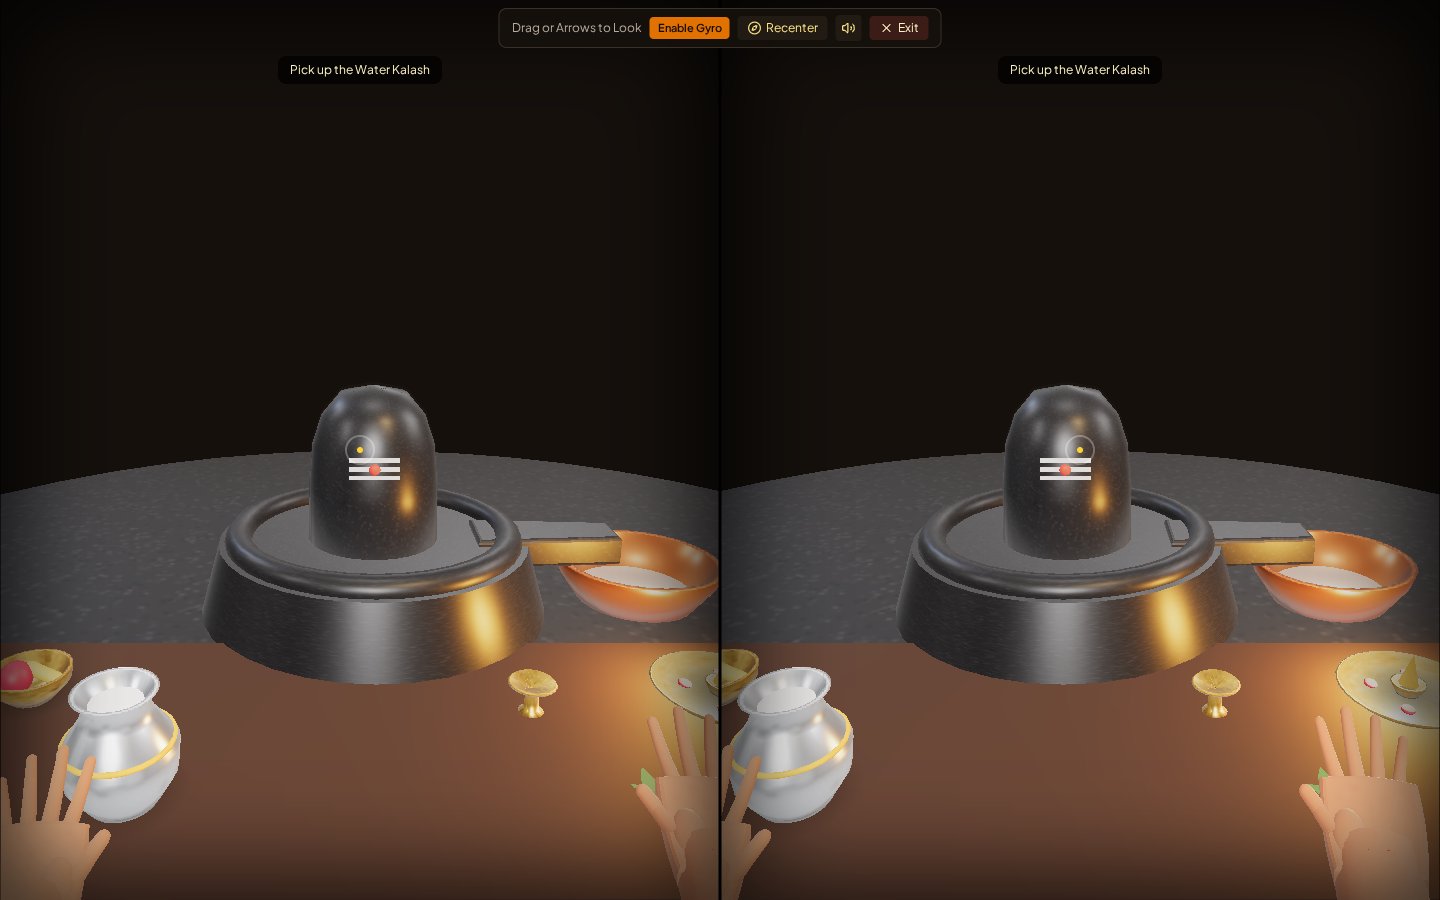 Drag or Arrows to Look Enable Gyro Recenter Exit
Pick up the Water Kalash
Pick up the Water Kalash